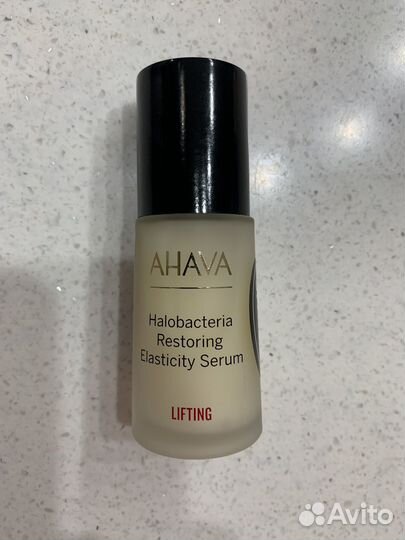 AHAVA
Halobacteria
Restoring
Elasticity Serum
LIFTING
Avito